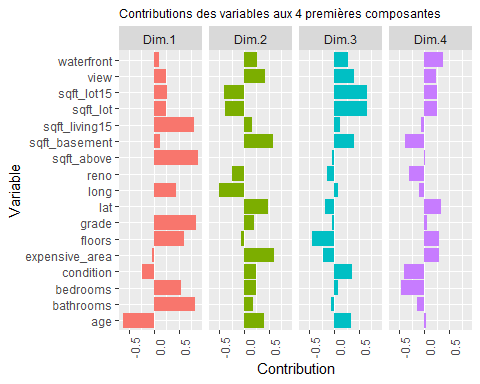 Contributions des variables aux 4 premières composantes
Dim.1 Dim.2 Dim.3 Dim.4
waterfront
view
sqft_lot15
sqft_lot
sqft_living15
sqft_basement
sqft_above
reno
long
lat
grade
floors
expensive_area
condition
bedrooms
bathrooms
age
Variable
-0.5 0.0 0.5 -0.5 0.0 0.5 -0.5 0.0 0.5 -0.5 0.0 0.5
Contribution